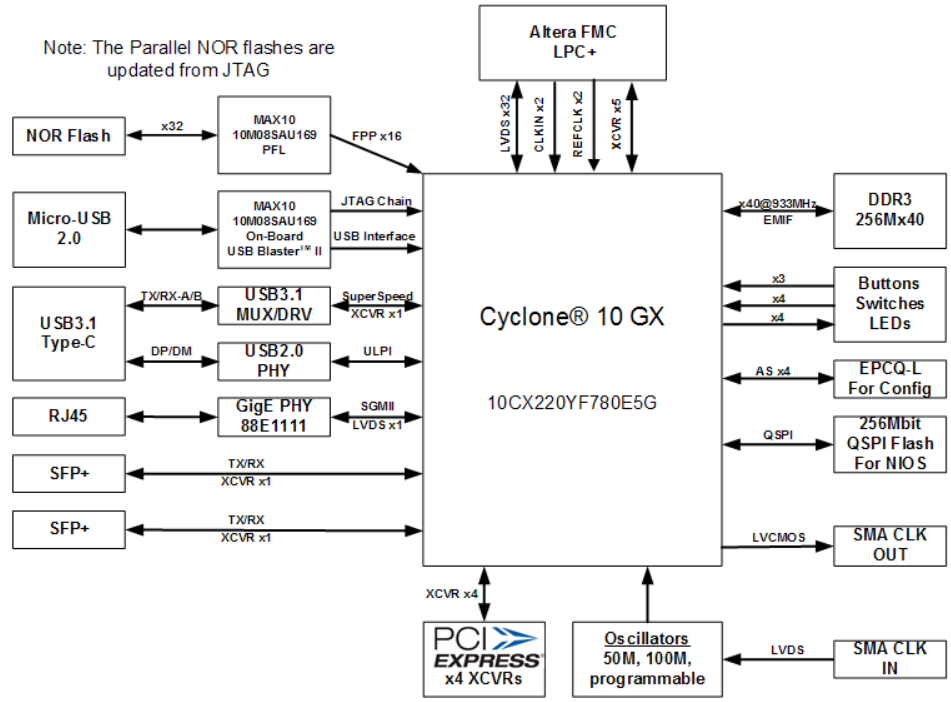 Note: The Parallel NOR flashes are
updated from JTAG
Altera FMC
LPC+
LVDS x32
CLKIN x2
REFCLK x2
XCVR x5
NOR Flash
x32
MAX10
10M08SAU169
PFL
FPP x16
Micro-USB
2.0
MAX10
10M08SAU169
On-Board
USB Blaster™ II
JTAG Chain
USB Interface
USB3.1
Type-C
TX/RX-A/B
USB3.1
MUX/DRV
SuperSpeed
XCVR x1
DP/DM
USB2.0
PHY
ULPI
RJ45
GigE PHY
88E1111
SGMII
LVDS x1
SFP+
TX/RX
XCVR x1
SFP+
TX/RX
XCVR x1
Cyclone® 10 GX
10CX220YF780E5G
x40@933MHz
EMIF
DDR3
256Mx40
x3
x4
x4
Buttons
Switches
LEDs
AS x4
EPCQ-L
For Config
QSPI
256Mbit
QSPI Flash
For NIOS
LVCMOS
SMA CLK
OUT
XCVR x4
PCI
EXPRESS®
x4 XCVRs
Oscillators
50M, 100M,
programmable
LVDS
SMA CLK
IN